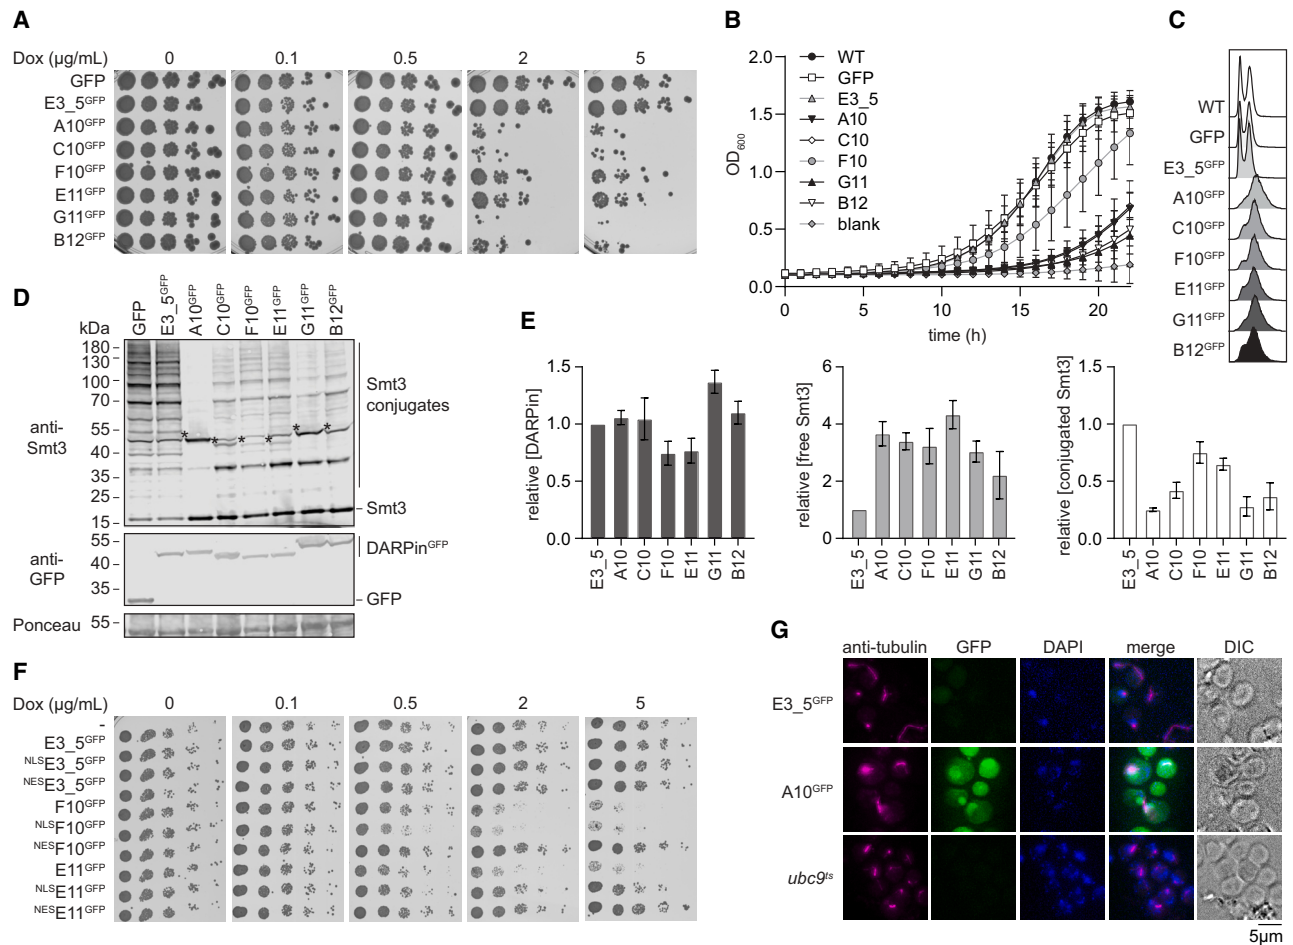 A
Dox (µg/mL) 0 0.1 0.5 2 5
GFP
E3_5GFP
A10GFP
C10GFP
F10GFP
E11GFP
G11GFP
B12GFP
B
OD600
2.0
1.5
1.0
0.5
0.0
0 5 10 15 20
time (h)
WT
GFP
E3_5
A10
C10
F10
G11
B12
blank
C
WT
GFP
E3_5GFP
A10GFP
C10GFP
F10GFP
E11GFP
G11GFP
B12GFP
D
kDa
GFP E3_5GFP A10GFP C10GFP F10GFP E11GFP G11GFP B12GFP
anti-
Smt3
180
130
100
70
55
40
35
25
15
* * * * * * *
Smt3
conjugates
Smt3
anti-
GFP
55
40
35
DARPinGFP
GFP
Ponceau 55
E
relative [DARPin]
1.5
1.0
0.5
0.0
E3_5 A10 C10 F10 E11 G11 B12
relative [free Smt3]
6
4
2
0
E3_5 A10 C10 F10 E11 G11 B12
relative [conjugated Smt3]
1.5
1.0
0.5
0.0
E3_5 A10 C10 F10 E11 G11 B12
F
Dox (µg/mL) 0 0.1 0.5 2 5
-
E3_5GFP
NLSE3_5GFP
NESE3_5GFP
F10GFP
NLSF10GFP
NESF10GFP
E11GFP
NLSE11GFP
NESE11GFP
G
anti-tubulin GFP DAPI merge DIC
E3_5GFP
A10GFP
ubc9ts
5µm